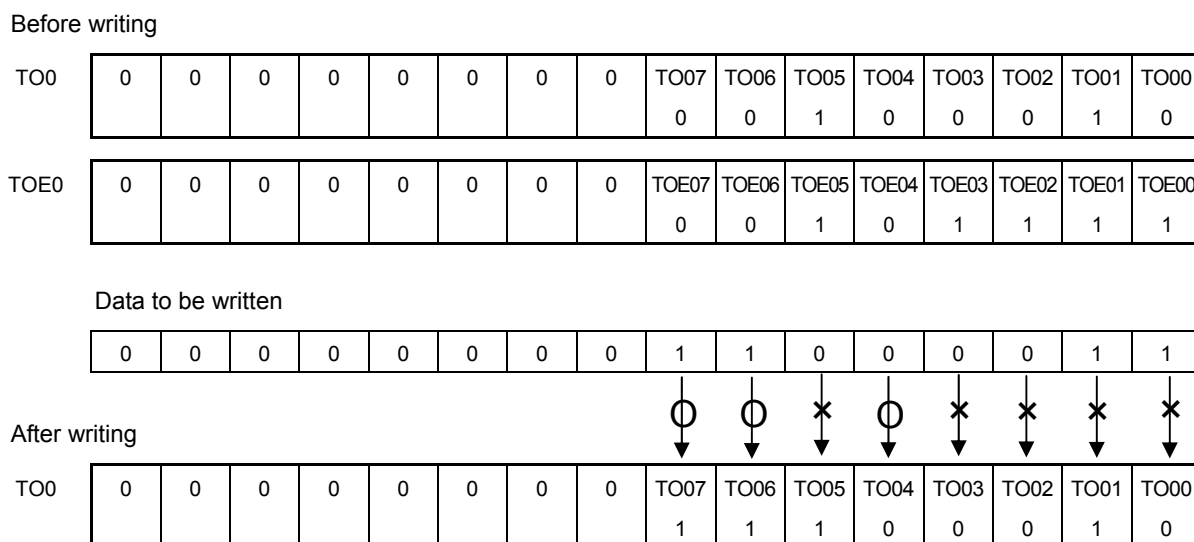 Before writing
TO0 0 0 0 0 0 0 0 0 TO07 TO06 TO05 TO04 TO03 TO02 TO01 TO00
0 0 1 0 0 0 1 0
TOE0 0 0 0 0 0 0 0 0 TOE07 TOE06 TOE05 TOE04 TOE03 TOE02 TOE01 TOE00
0 0 1 0 1 1 1 1
Data to be written
0 0 0 0 0 0 0 0 1 1 0 0 0 0 1 1
O O × O × × × ×
After writing
TO0 0 0 0 0 0 0 0 0 TO07 TO06 TO05 TO04 TO03 TO02 TO01 TO00
1 1 1 0 0 0 1 0